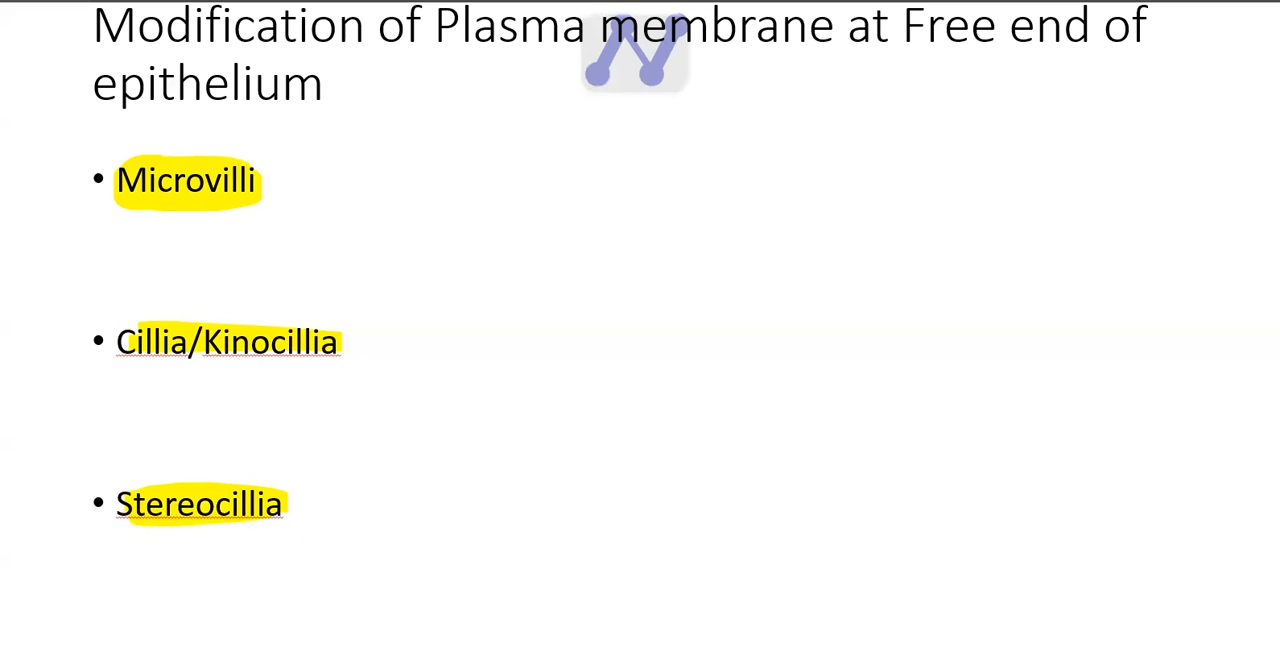 Modification of Plasma membrane at Free end of
epithelium
• Microvilli
• Cillia/Kinocillia
• Stereocillia